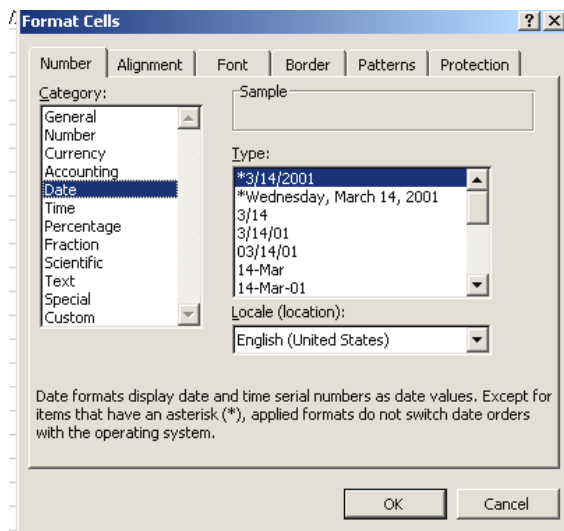 Format Cells
Number
Alignment
Font
Border
Patterns
Protection
Category:
General
Number
Currency
Accounting
Date
Time
Percentage
Fraction
Scientific
Text
Special
Custom
Sample
Type:
*3/14/2001
*Wednesday, March 14, 2001
3/14
3/14/01
03/14/01
14-Mar
14-Mar-01
Locale (location):
English (United States)
Date formats display date and time serial numbers as date values. Except for
items that have an asterisk (*), applied formats do not switch date orders
with the operating system.
OK
Cancel